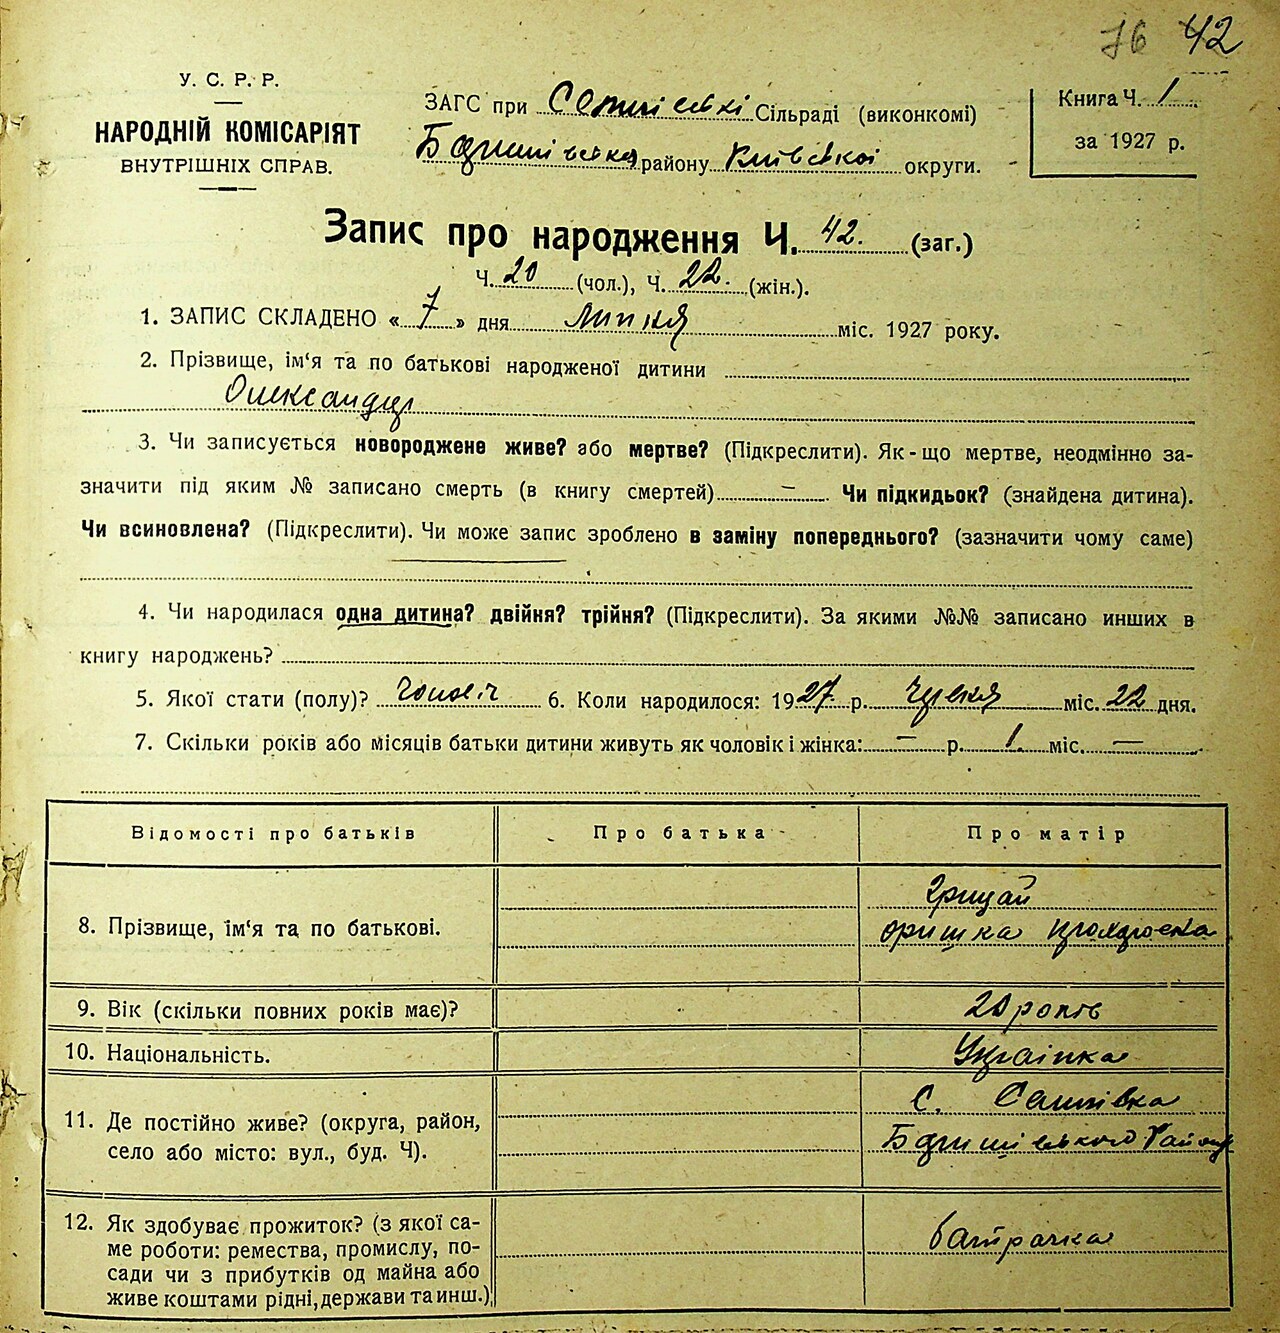 76 42
У. С. Р. Р.
НАРОДНІЙ КОМІСАРІЯТ
ВНУТРІШНІХ СПРАВ.
ЗАГС при Сільраді (виконкомі)
району Київської округи.
Книга Ч. 1
за 1927 р.
Запис про народження Ч. 42. (заг.)
Ч. 20 (чол.), Ч. 22. (жін.).
1. ЗАПИС СКЛАДЕНО « 7 » дня Липня міс. 1927 року.
2. Прізвище, ім‘я та по батькові народженої дитини
Олександр
3. Чи записується новороджене живе? або мертве? (Підкреслити). Як-що мертве, неодмінно за-
значити під яким № записано смерть (в книгу смертей) – Чи підкидьок? (знайдена дитина).
Чи всиновлена? (Підкреслити). Чи може запис зроблено в заміну попереднього? (зазначити чому саме)
4. Чи народилася одна дитина? двійня? трійня? (Підкреслити). За якими №№ записано инших в
книгу народжень?
5. Якої стати (полу)? Чоловіч 6. Коли народилося: 1927 р. Червня міс. 22 дня.
7. Скільки років або місяців батьки дитини живуть як чоловік і жінка: — р. 1. міс. —
Відомості про батьків Про батька Про матір
8. Прізвище, їм‘я та по батькові.
Грицай
оришка
9. Вік (скільки повних років має)? 20 років
10. Національність. Українка
11. Де постійно живе? (округа, район,
село або місто: вул., буд. Ч).
с.
району
12. Як здобуває прожиток? (з якої са-
ме роботи: ремества, промислу, по-
сади чи з прибутків од майна або
живе коштами рідні, держави та инш.)
батрачка